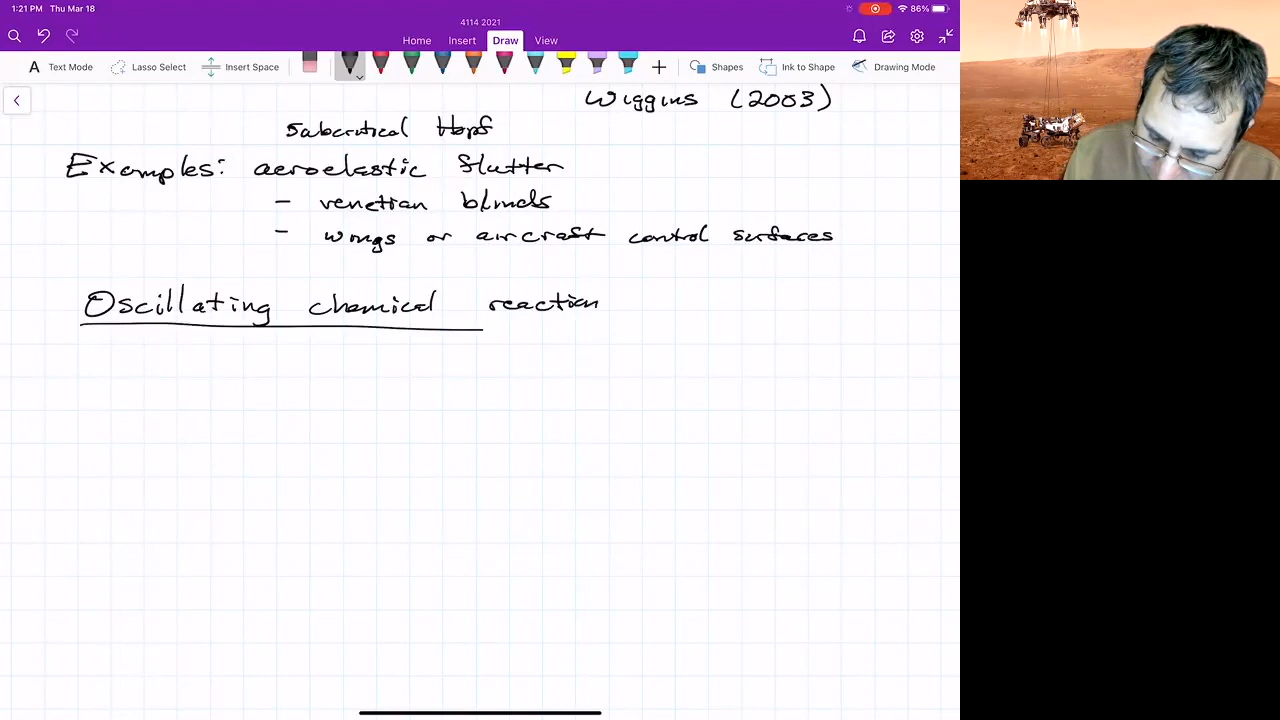 1:21 PM Thu Mar 18
86%
4114 2021
Home Insert Draw View
Text Mode Lasso Select Insert Space Shapes Ink to Shape Drawing Mode
Wiggins (2003)
Subcritical Hopf
Examples: aeroelastic flutter
- venetian blinds
- wings or aircraft control surfaces
Oscillating chemical reaction